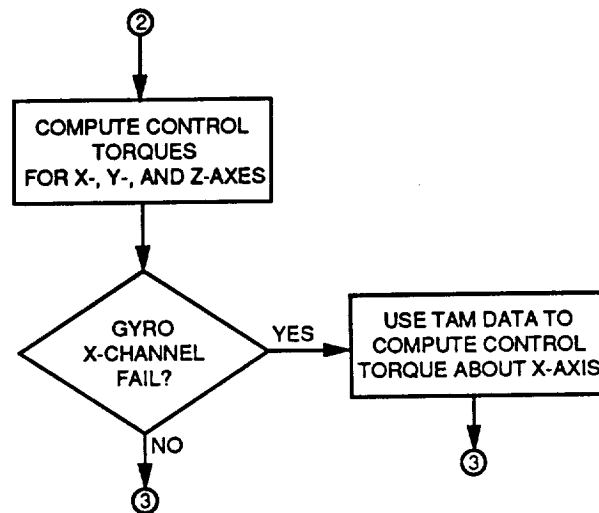 2
COMPUTE CONTROL
TORQUES
FOR X-, Y-, AND Z-AXES
GYRO
X-CHANNEL
FAIL?
YES
USE TAM DATA TO
COMPUTE CONTROL
TORQUE ABOUT X-AXIS
NO
3
3